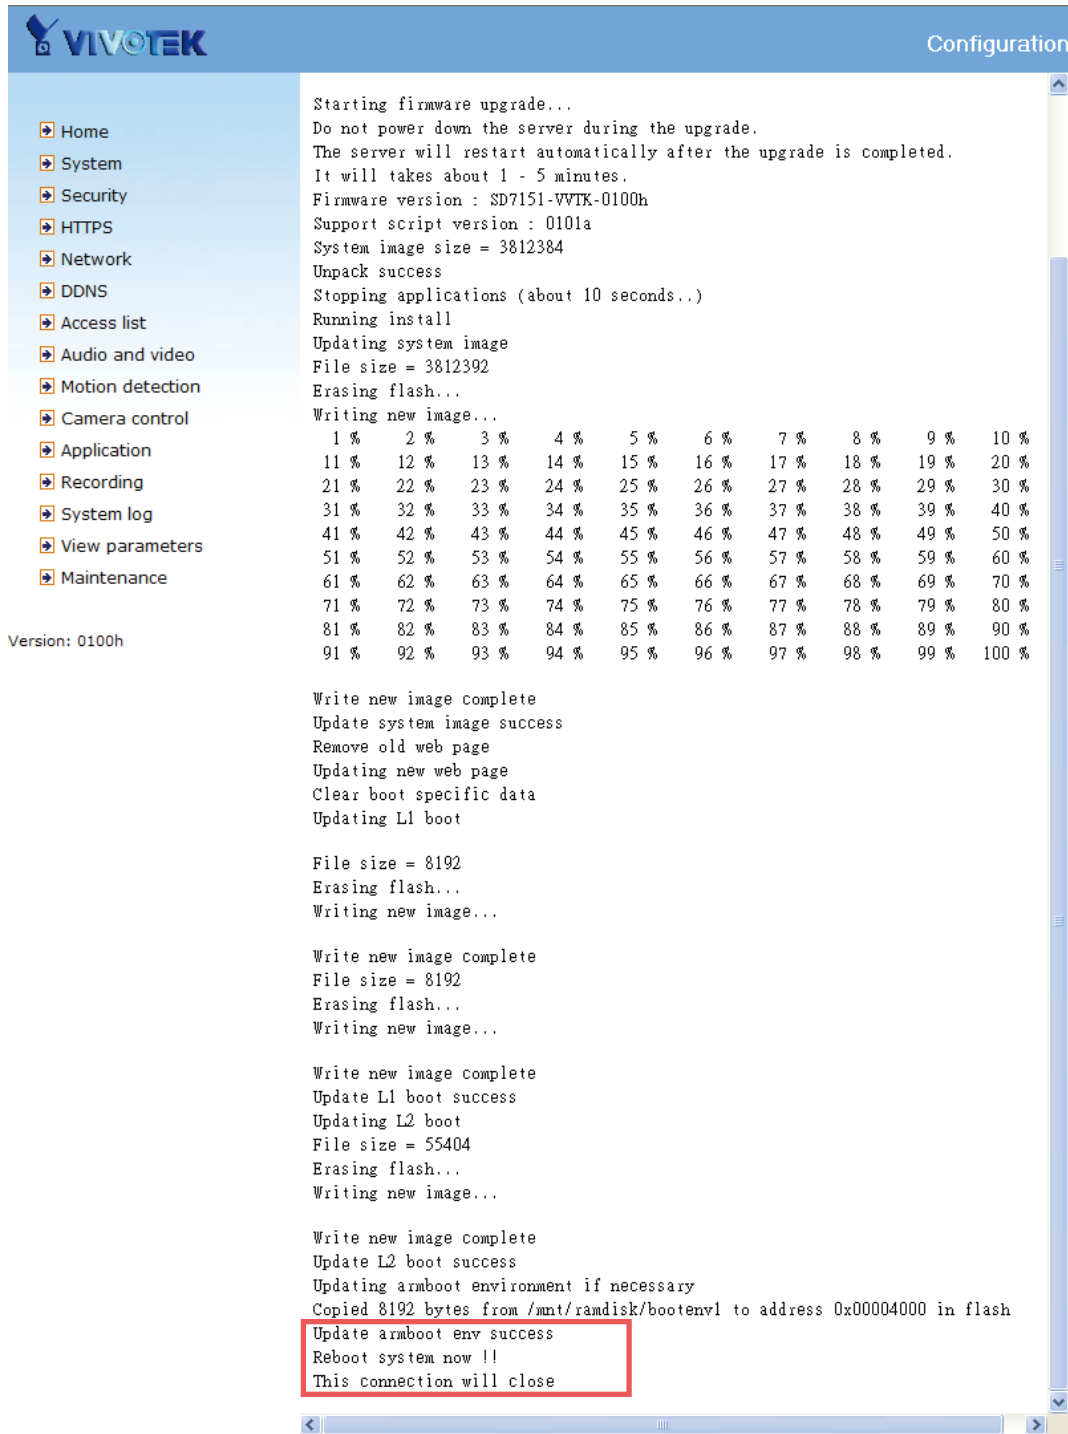 VIVOTEK
Configuration
Home
System
Security
HTTPS
Network
DDNS
Access list
Audio and video
Motion detection
Camera control
Application
Recording
System log
View parameters
Maintenance
Version: 0100h
Starting firmware upgrade...
Do not power down the server during the upgrade.
The server will restart automatically after the upgrade is completed.
It will takes about 1 - 5 minutes.
Firmware version : SD7151-VVTK-0100h
Support script version : 0101a
System image size = 3812384
Unpack success
Stopping applications (about 10 seconds..)
Running install
Updating system image
File size = 3812392
Erasing flash...
Writing new image...
1 % 2 % 3 % 4 % 5 % 6 % 7 % 8 % 9 % 10 %
11 % 12 % 13 % 14 % 15 % 16 % 17 % 18 % 19 % 20 %
21 % 22 % 23 % 24 % 25 % 26 % 27 % 28 % 29 % 30 %
31 % 32 % 33 % 34 % 35 % 36 % 37 % 38 % 39 % 40 %
41 % 42 % 43 % 44 % 45 % 46 % 47 % 48 % 49 % 50 %
51 % 52 % 53 % 54 % 55 % 56 % 57 % 58 % 59 % 60 %
61 % 62 % 63 % 64 % 65 % 66 % 67 % 68 % 69 % 70 %
71 % 72 % 73 % 74 % 75 % 76 % 77 % 78 % 79 % 80 %
81 % 82 % 83 % 84 % 85 % 86 % 87 % 88 % 89 % 90 %
91 % 92 % 93 % 94 % 95 % 96 % 97 % 98 % 99 % 100 %
Write new image complete
Update system image success
Remove old web page
Updating new web page
Clear boot specific data
Updating L1 boot
File size = 8192
Erasing flash...
Writing new image...
Write new image complete
File size = 8192
Erasing flash...
Writing new image...
Write new image complete
Update L1 boot success
Updating L2 boot
File size = 55404
Erasing flash...
Writing new image...
Write new image complete
Update L2 boot success
Updating armboot environment if necessary
Copied 8192 bytes from /mnt/ramdisk/bootenv1 to address 0x00004000 in flash
Update armboot env success
Reboot system now !!
This connection will close